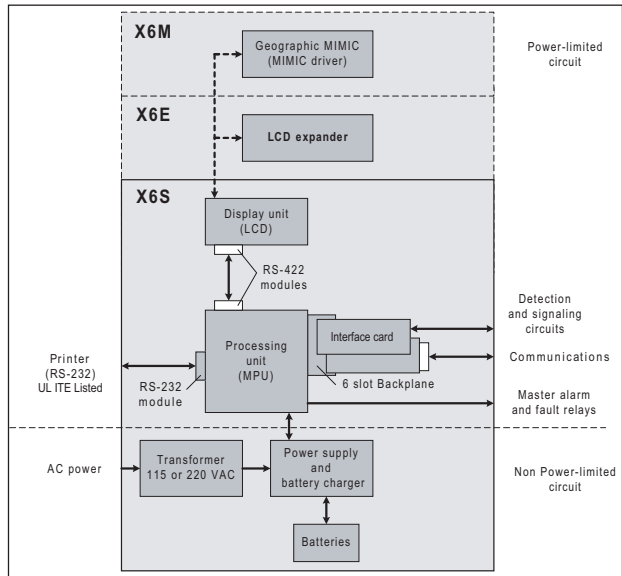 X6M
Geographic MIMIC
(MIMIC driver)
Power-limited
circuit
X6E
LCD expander
X6S
Display unit
(LCD)
RS-422
modules
Detection
and signaling
circuits
Interface card
Processing
unit
(MPU)
Communications
Printer
(RS-232)
UL ITE Listed
RS-232
module
6 slot Backplane
Master alarm
and fault relays
AC power
Transformer
115 or 220 VAC
Power supply
and
battery charger
Non Power-limited
circuit
Batteries